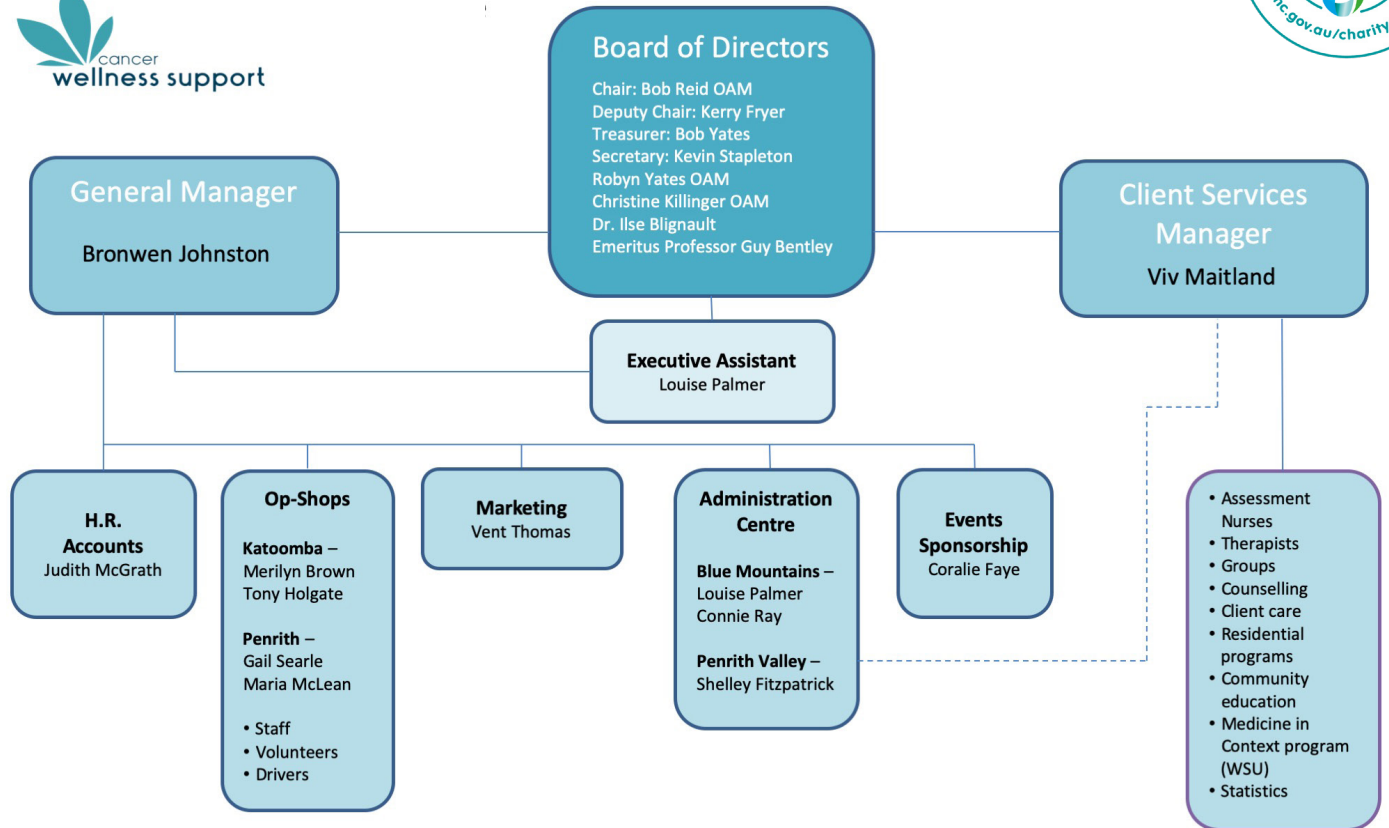 cancer
wellness support
nc.gov.au/charity
Board of Directors
Chair: Bob Reid OAM
Deputy Chair: Kerry Fryer
Treasurer: Bob Yates
Secretary: Kevin Stapleton
Robyn Yates OAM
Christine Killinger OAM
Dr. Ilse Blignault
Emeritus Professor Guy Bentley
General Manager
Bronwen Johnston
Client Services
Manager
Viv Maitland
Executive Assistant
Louise Palmer
H.R.
Accounts
Judith McGrath
Op-Shops
Katoomba –
Merilyn Brown
Tony Holgate
Penrith –
Gail Searle
Maria McLean
• Staff
• Volunteers
• Drivers
Marketing
Vent Thomas
Administration
Centre
Blue Mountains –
Louise Palmer
Connie Ray
Penrith Valley –
Shelley Fitzpatrick
Events
Sponsorship
Coralie Faye
• Assessment
Nurses
• Therapists
• Groups
• Counselling
• Client care
• Residential
programs
• Community
education
• Medicine in
Context program
(WSU)
• Statistics